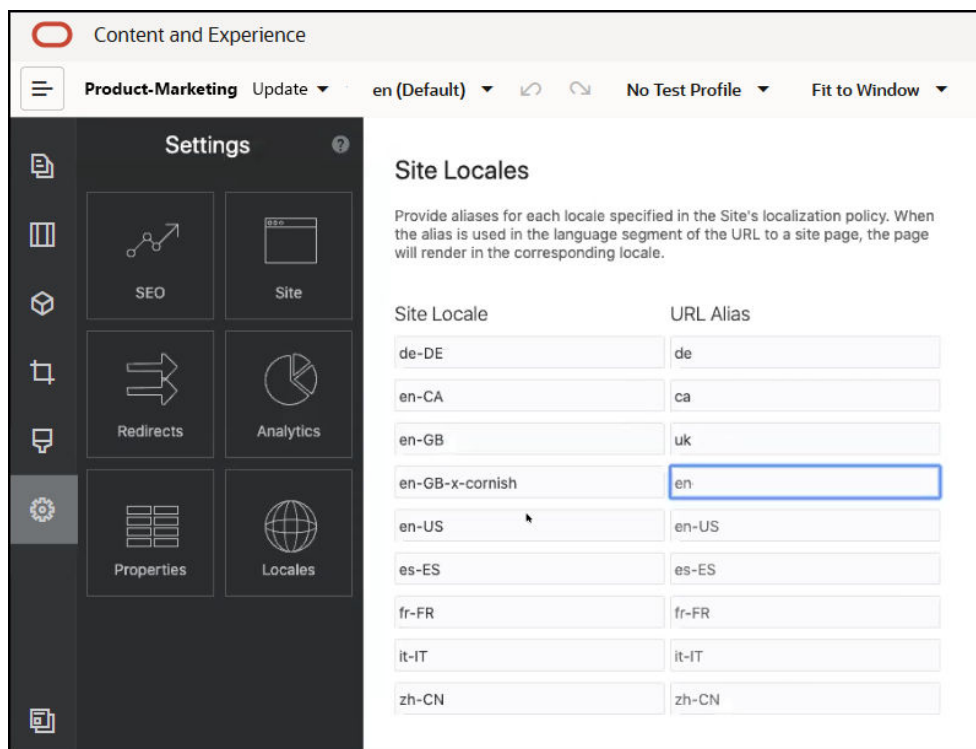 Content and Experience
Product-Marketing Update en (Default) No Test Profile Fit to Window
Settings ?
SEO Site
Redirects Analytics
Properties Locales
Site Locales
Provide aliases for each locale specified in the Site's localization policy. When
the alias is used in the language segment of the URL to a site page, the page
will render in the corresponding locale.
Site Locale URL Alias
de-DE de
en-CA ca
en-GB uk
en-GB-x-cornish en
en-US en-US
es-ES es-ES
fr-FR fr-FR
it-IT it-IT
zh-CN zh-CN